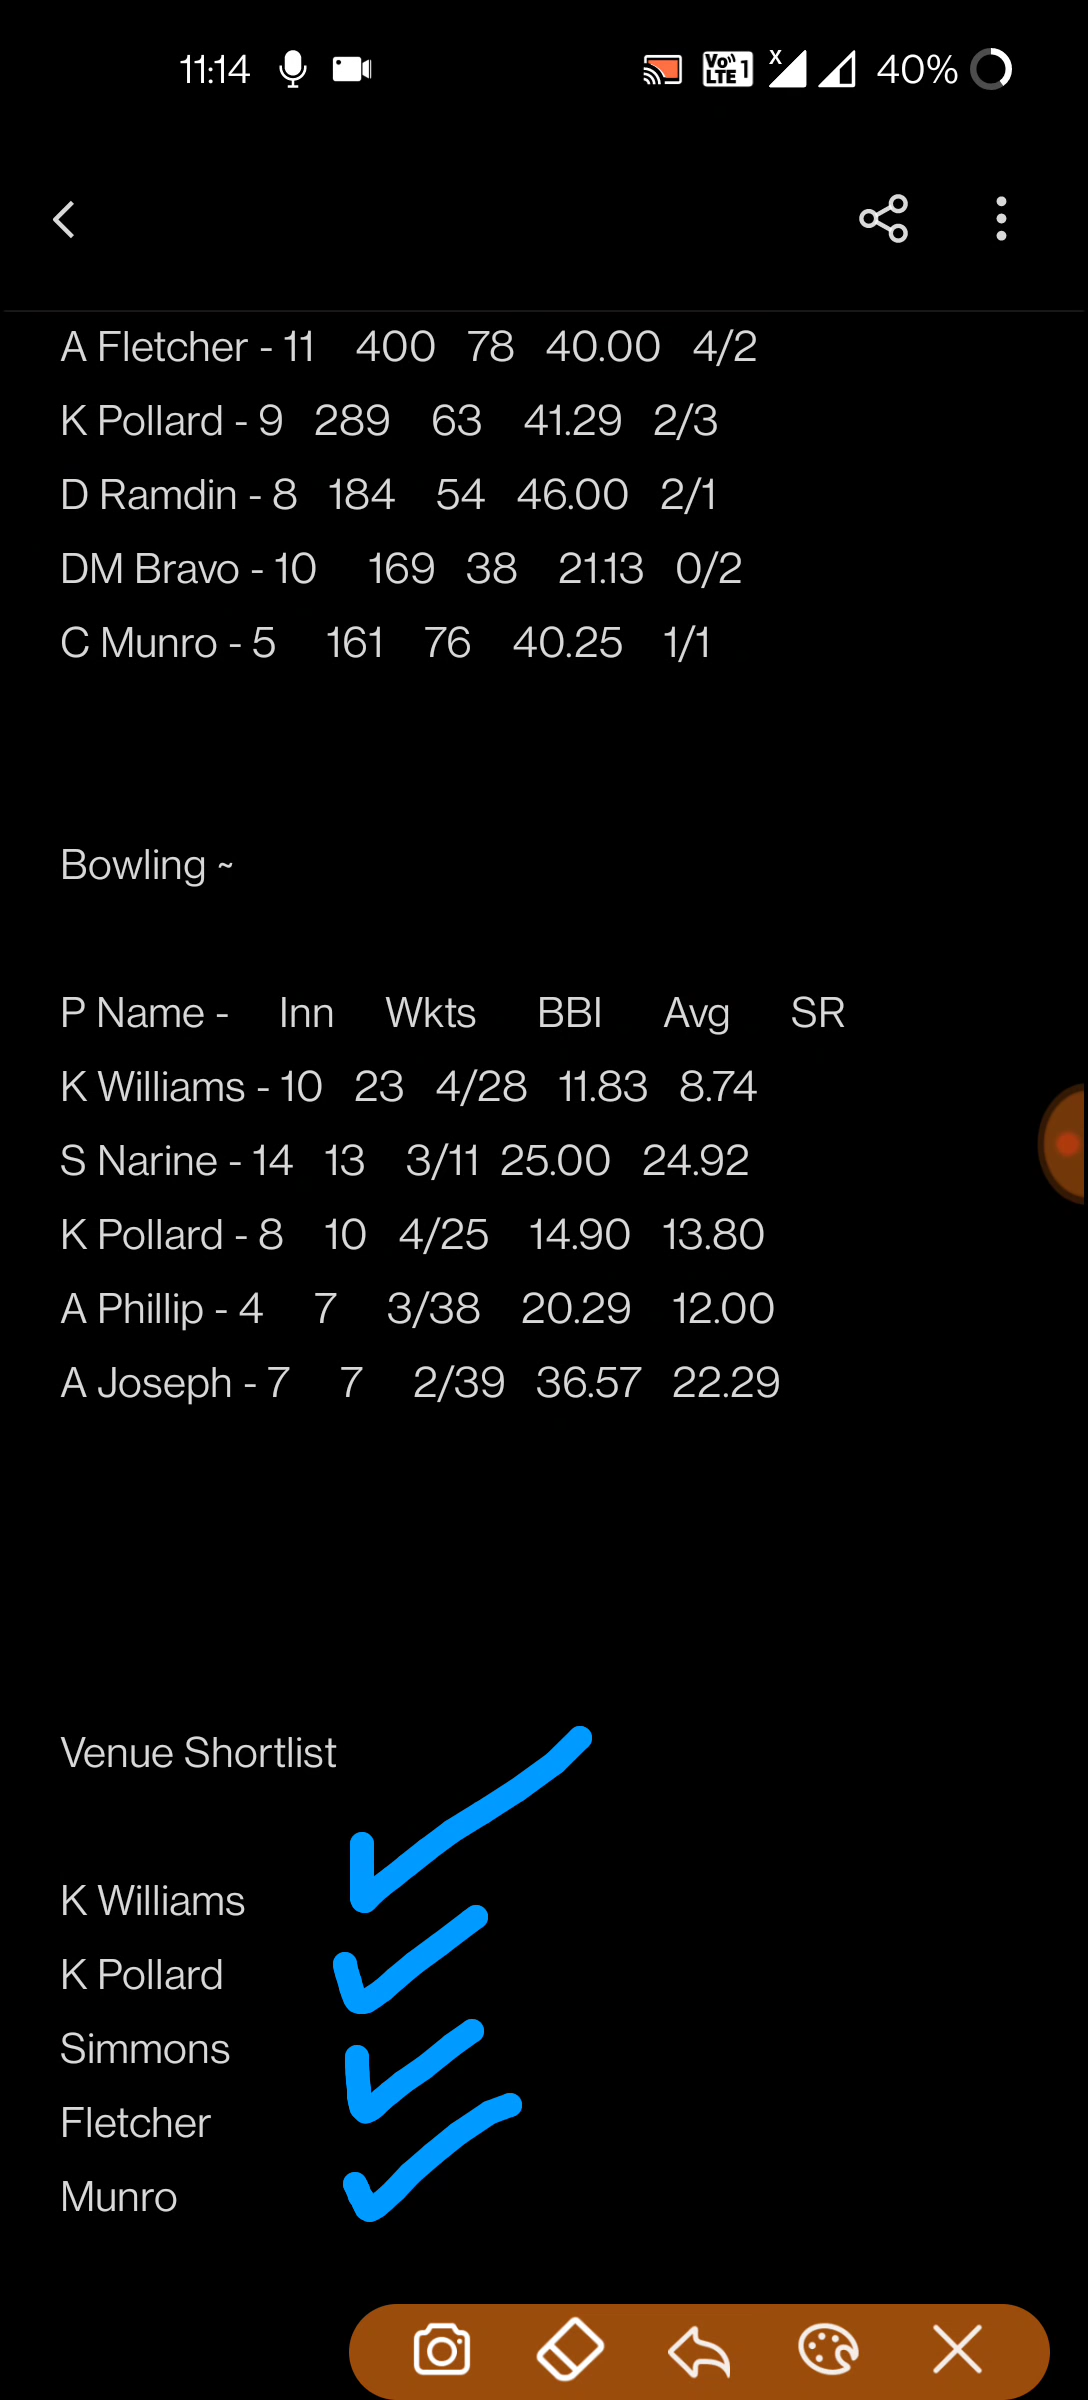 11:14 Vo)) LTE 1 x 40%
A Fletcher - 11 400 78 40.00 4/2
K Pollard - 9 289 63 41.29 2/3
D Ramdin - 8 184 54 46.00 2/1
DM Bravo - 10 169 38 21.13 0/2
C Munro - 5 161 76 40.25 1/1
Bowling ~
P Name - Inn Wkts BBI Avg SR
K Williams - 10 23 4/28 11.83 8.74
S Narine - 14 13 3/11 25.00 24.92
K Pollard - 8 10 4/25 14.90 13.80
A Phillip - 4 7 3/38 20.29 12.00
A Joseph - 7 7 2/39 36.57 22.29
Venue Shortlist
K Williams
K Pollard
Simmons
Fletcher
Munro